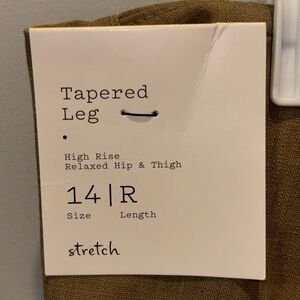 Tapered
Leg
High Rise
Relaxed Hip & Thigh
14|R
Size Length
stretch